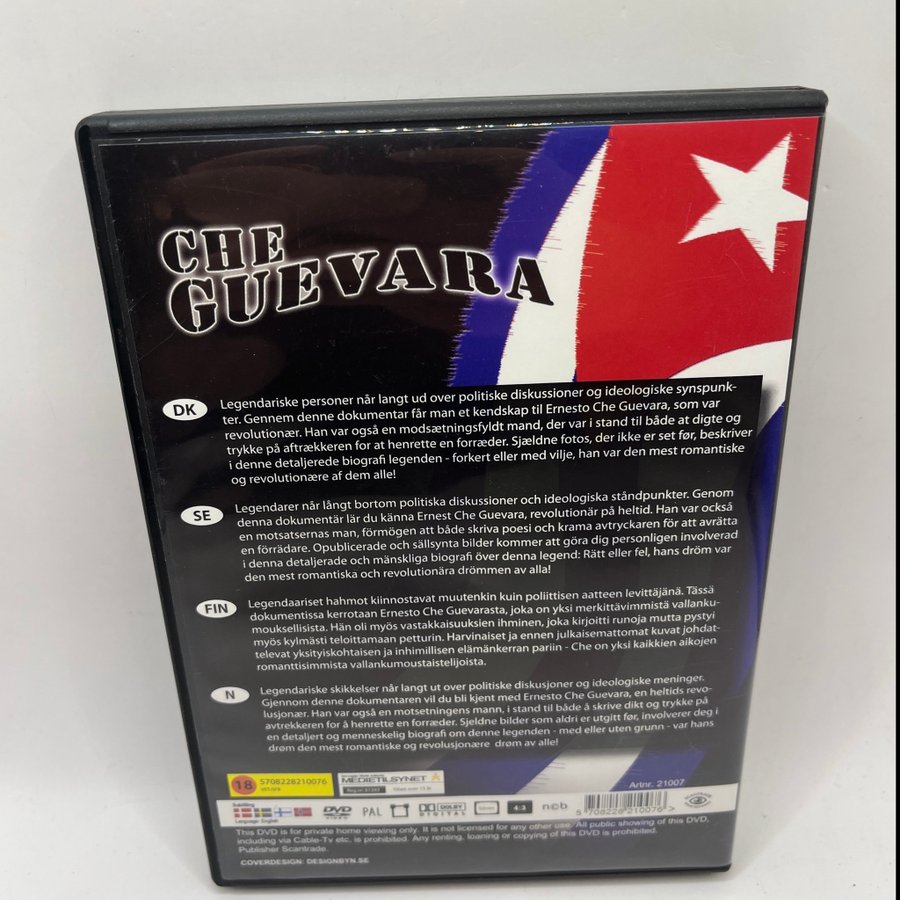 CHE
GUEVARA
DK
Legendariske personer når langt ud over politiske diskussioner og ideologiske synspunk-
ter. Gennem denne dokumentar får man et kendskap til Ernesto Che Guevara, som var
revolutionær. Han var også en modsætningsfyldt mand, der var i stand til både at digte og
trykke på aftrækkeren for at henrette en forræder. Sjældne fotos, der ikke er set før, beskriver
i denne detaljerede biografi legenden - forkert eller med vilje, han var den mest romantiske
og revolutionære af dem alle!
SE
Legendarer når långt bortom politiska diskussioner och ideologiska ståndpunkter. Genom
denna dokumentär lär du känna Ernest Che Guevara, revolutionär på heltid. Han var också
en motsatsernas man, förmögen att både skriva poesi och krama avtryckaren för att avrätta
en förrädare. Opublicerade och sällsynta bilder kommer att göra dig personligen involverad
i denna detaljerade och mänskliga biografi över denna legend: Rätt eller fel, hans dröm var
den mest romantiska och revolutionära drömmen av alla!
FIN
Legendaariset hahmot kiinnostavat muutenkin kuin poliittisen aatteen levittäjänä. Tässä
dokumentissa kerrotaan Ernesto Che Guevarasta, joka on yksi merkittävimmistä vallanku-
mouksellisista. Hän oli myös vastakkaisuuksien ihminen, joka kirjoitti runoja mutta pystyi
myös kylmästi teloittamaan petturin. Harvinaiset ja ennen julkaisemattomat kuvat johdat-
televat yksityiskohtaisen ja inhimillisen elämänkerran pariin - Che on yksi kaikkien aikojen
romanttisimmista vallankumoustaistelijoista.
N
Legendariske skikkelser når langt ut over politiske diskusjoner og ideologiske meninger.
Gjennom denne dokumentaren vil du bli kjent med Ernesto Che Guevara, en heltids revo-
lusjonær. Han var også en motsetningens mann, i stand til både å skrive dikt og trykke på
avtrekkeren for å henrette en forræder. Sjeldne bilder som aldri er utgitt før, involverer deg i
en detaljert og menneskelig biografi om denne legenden - med eller uten grunn - var hans
drøm den mest romantiske og revolusjonære drøm av alle!
18 5708228210076
MEDIETILSYNET
Artnr. 21007
Subtitling
Language: English
DVD VIDEO PAL DOLBY DIGITAL 4:3 n©b
5 708228 210076 >
This DVD is for private home viewing only. It is not licensed for any other use. All public showing of this DVD,
including via Cable-Tv etc. is prohibited. Any renting, loaning or copying of this DVD is prohibited.
Publisher Scantrade.
COVERDESIGN: DESIGNBYN.SE